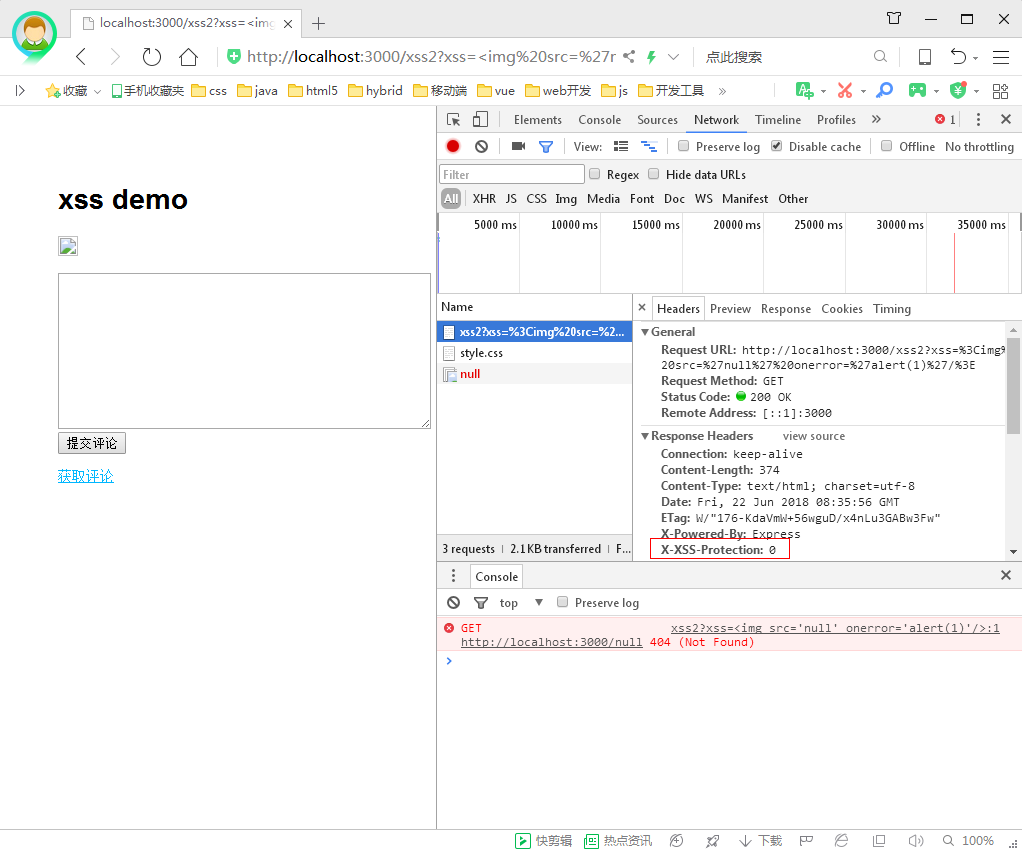 localhost:3000/xss2?xss=<img
http://localhost:3000/xss2?xss=<img%20src=%27r
点此搜索
收藏 手机收藏夹 css java html5 hybrid 移动端 vue web开发 js 开发工具 »
xss demo
提交评论
获取评论
Elements Console Sources Network Timeline Profiles » 1
View: Preserve log Disable cache Offline No throttling
Filter Regex Hide data URLs
All XHR JS CSS Img Media Font Doc WS Manifest Other
5000 ms 10000 ms 15000 ms 20000 ms 25000 ms 30000 ms 35000 ms
Name
xss2?xss=%3Cimg%20src=%2...
style.css
null
3 requests | 2.1 KB transferred | F...
× Headers Preview Response Cookies Timing
▼General
Request URL: http://localhost:3000/xss2?xss=%3Cimg%
20src=%27null%27%20onerror=%27alert(1)%27/%3E
Request Method: GET
Status Code: 200 OK
Remote Address: [::1]:3000
▼Response Headers view source
Connection: keep-alive
Content-Length: 374
Content-Type: text/html; charset=utf-8
Date: Fri, 22 Jun 2018 08:35:56 GMT
ETag: W/"176-KdaVmW+56wguD/x4nLu3GABw3Fw"
X-Powered-By: Express
X-XSS-Protection: 0
Console
top ▼ Preserve log
GET xss2?xss=<img src='null' onerror='alert(1)'/>:1
http://localhost:3000/null 404 (Not Found)
快剪辑 热点资讯 下载 100%